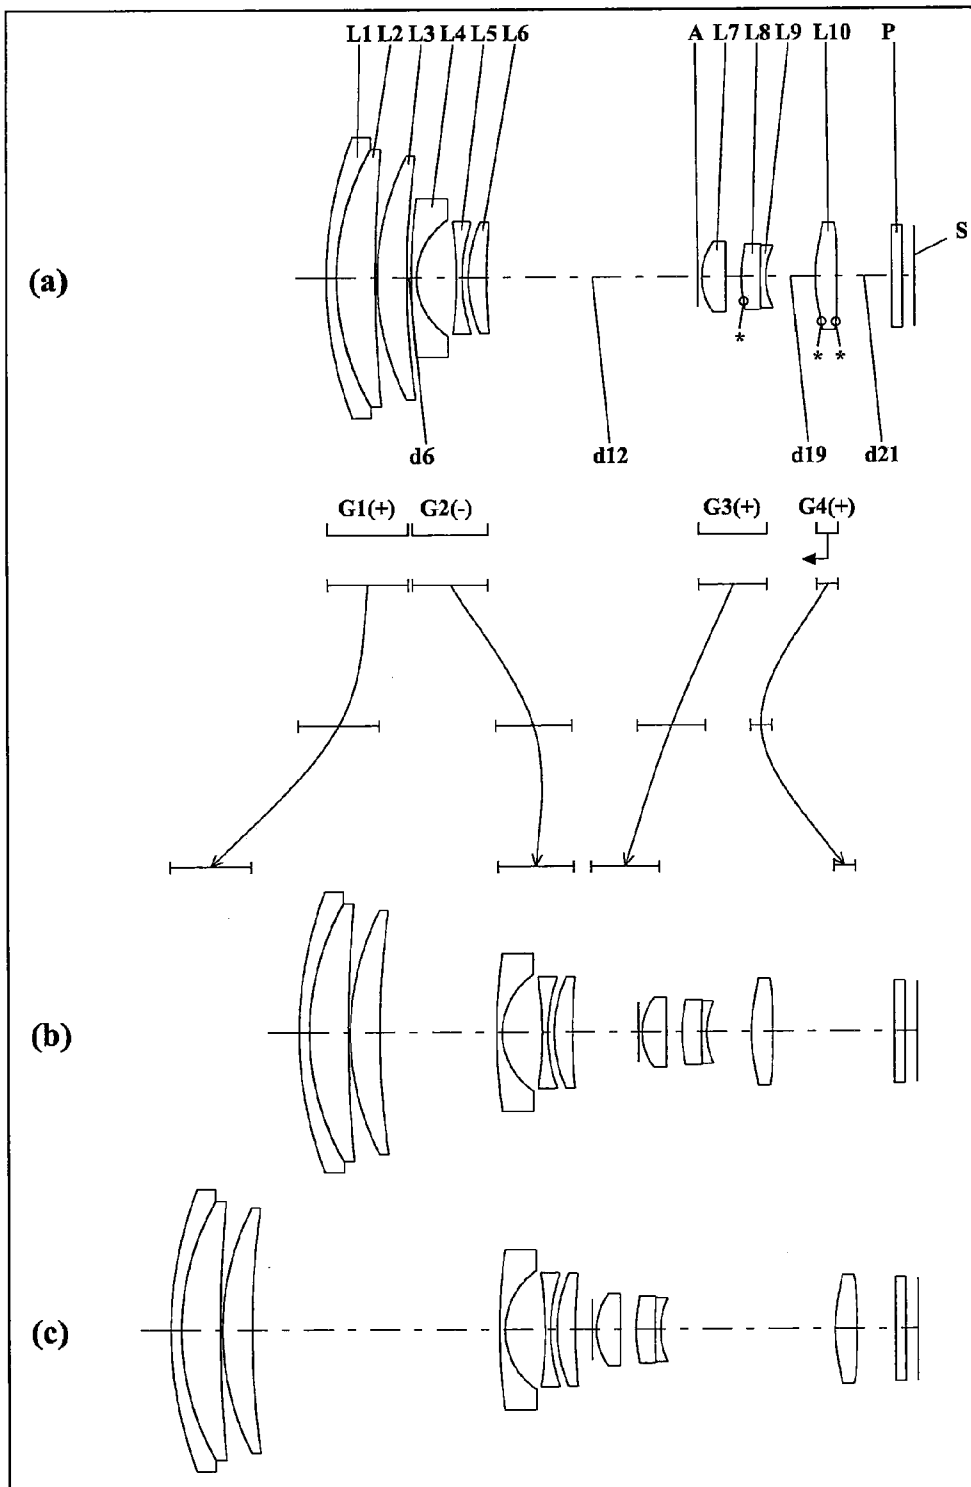 L1 L2 L3 L4 L5 L6 A L7 L8 L9 L10 P
S
(a)
* * *
d6 d12 d19 d21
G1(+) G2(-) G3(+) G4(+)
(b)
(c)